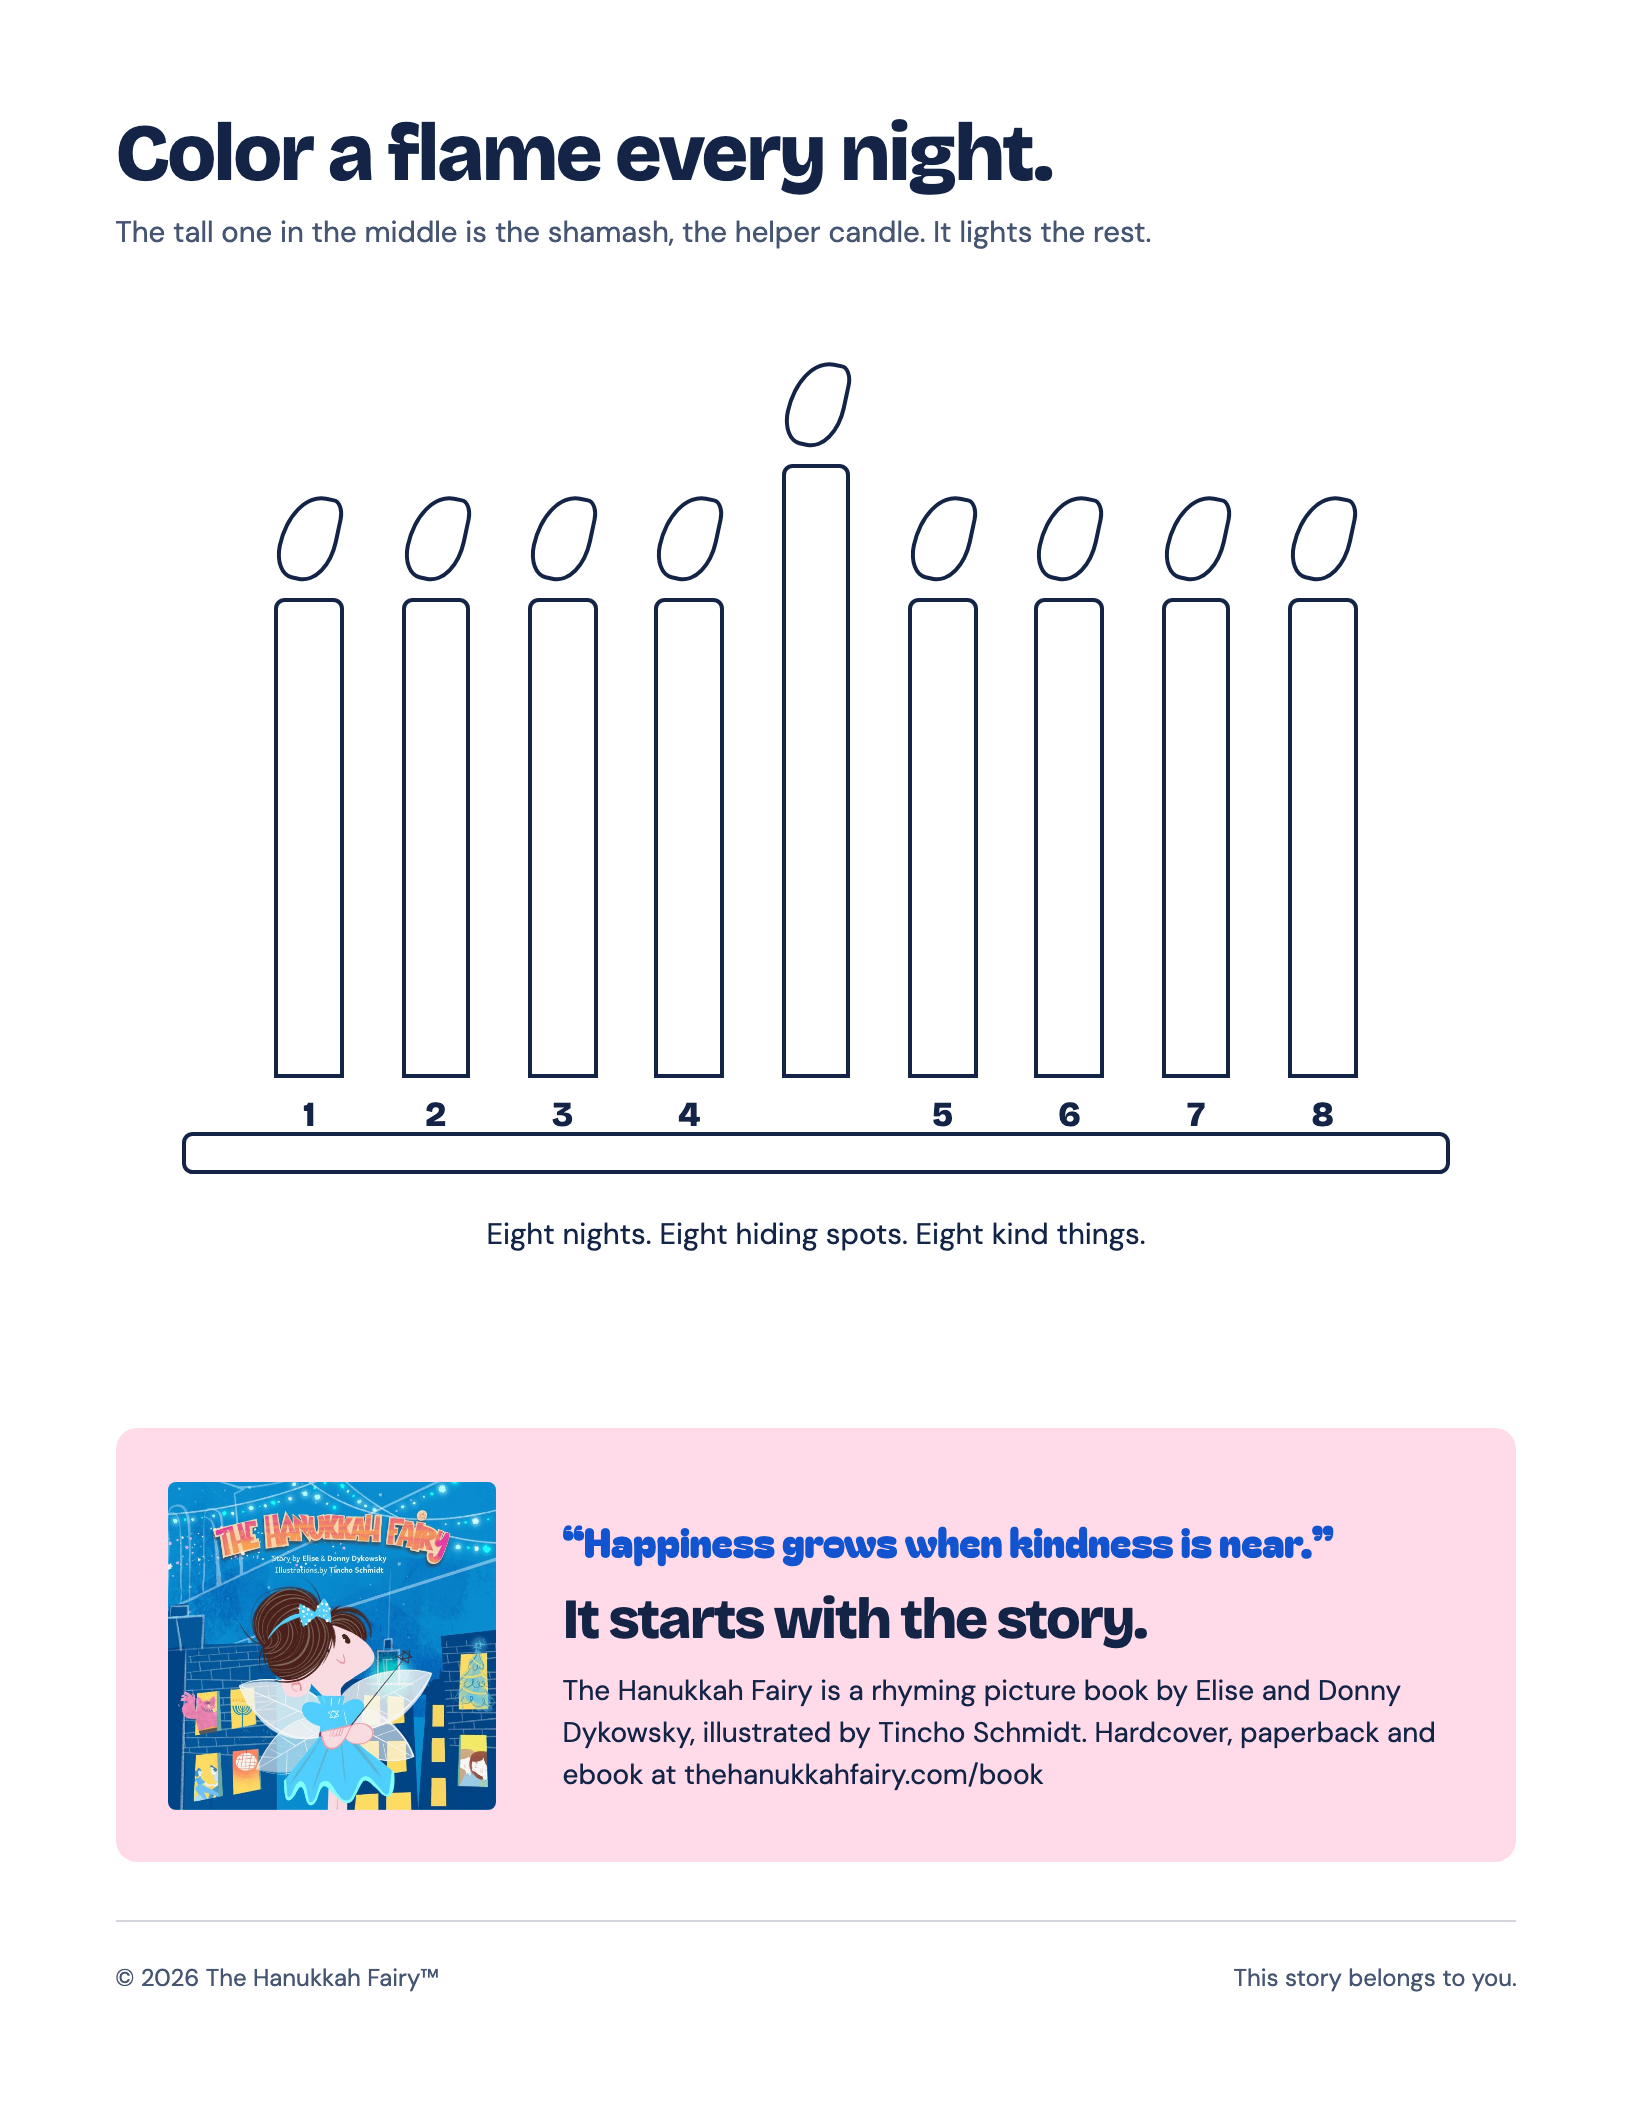 Color a flame every night.
The tall one in the middle is the shamash, the helper candle. It lights the rest.
1 2 3 4 5 6 7 8
Eight nights. Eight hiding spots. Eight kind things.
THE HANUKKAH FAIRY
Story by Elise & Donny Dykowsky
Illustrations by Tincho Schmidt
“Happiness grows when kindness is near.”
It starts with the story.
The Hanukkah Fairy is a rhyming picture book by Elise and Donny
Dykowsky, illustrated by Tincho Schmidt. Hardcover, paperback and
ebook at thehanukkahfairy.com/book
© 2026 The Hanukkah Fairy™
This story belongs to you.